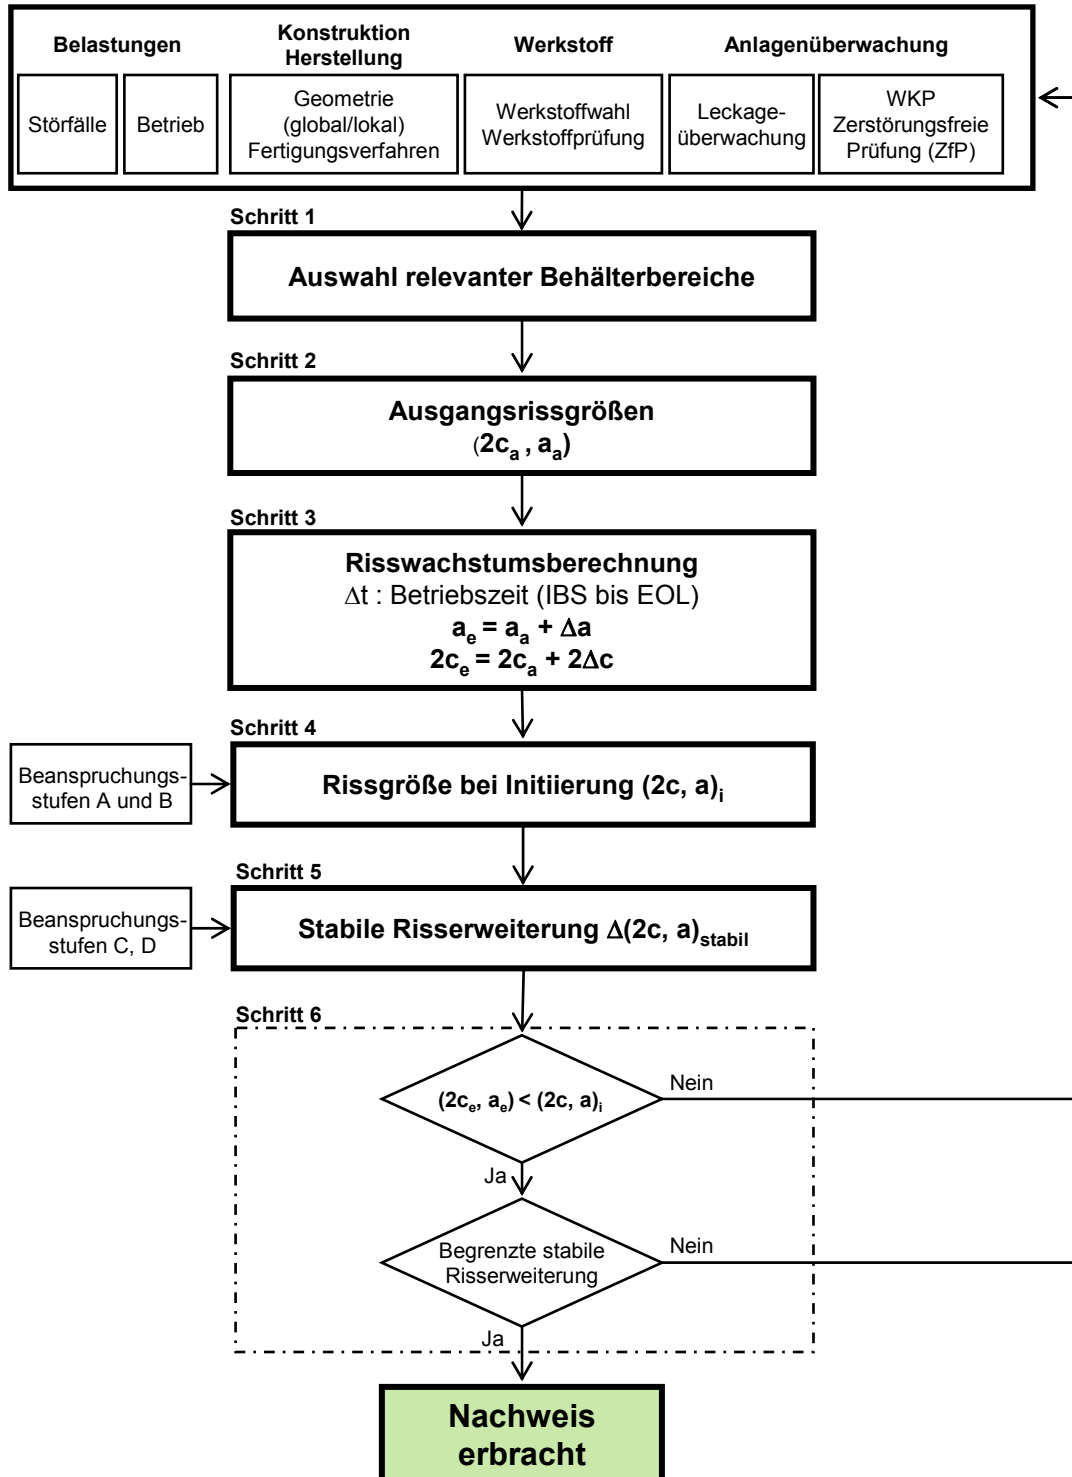 Belastungen
Konstruktion
Herstellung
Werkstoff
Anlagenüberwachung
Störfälle
Betrieb
Geometrie
(global/lokal)
Fertigungsverfahren
Werkstoffwahl
Werkstoffprüfung
Leckage-
überwachung
WKP
Zerstörungsfreie
Prüfung (ZfP)
Schritt 1
Auswahl relevanter Behälterbereiche
Schritt 2
Ausgangsrissgrößen
(2cₐ , aₐ)
Schritt 3
Risswachstumsberechnung
Δt : Betriebszeit (IBS bis EOL)
aₑ = aₐ + Δa
2cₑ = 2cₐ + 2Δc
Schritt 4
Beanspruchungs-
stufen A und B
Rissgröße bei Initiierung (2c, a)ᵢ
Schritt 5
Beanspruchungs-
stufen C, D
Stabile Risserweiterung Δ(2c, a)stabil
Schritt 6
(2cₑ, aₑ) < (2c, a)ᵢ
Nein
Ja
Begrenzte stabile
Risserweiterung
Nein
Ja
Nachweis
erbracht